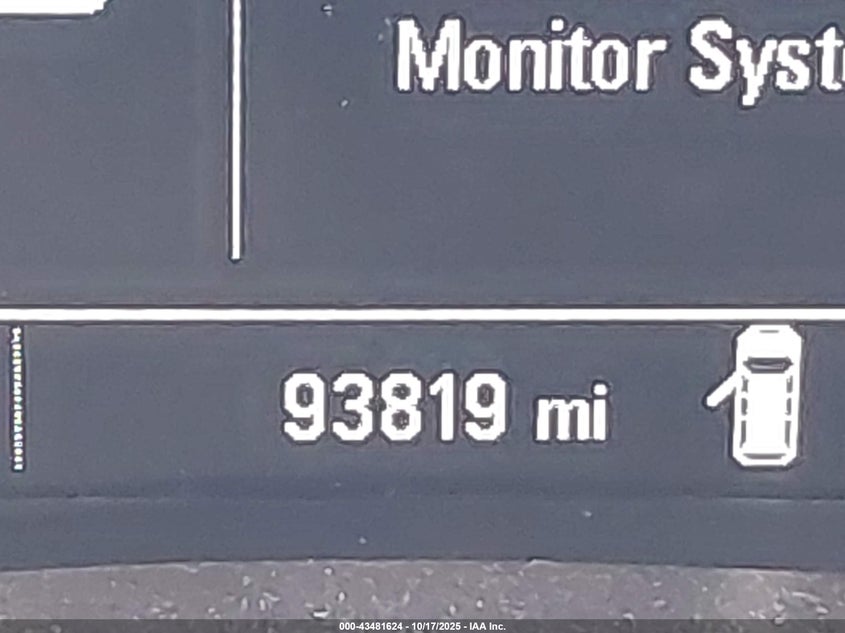 Monitor Syst
93819 mi
000-43481624 - 10/17/2025 - IAA Inc.